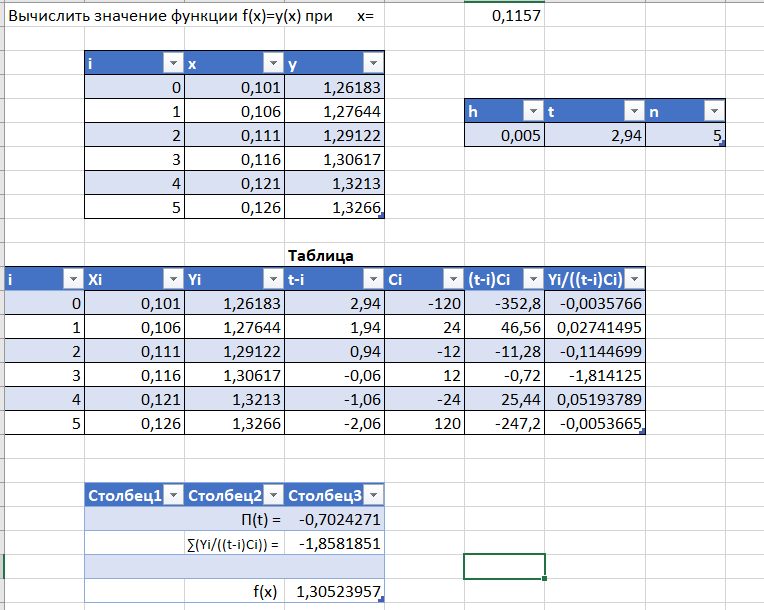 Вычислить значение функции f(x)=y(x) при x= 0,1157
i x y
0 0,101 1,26183
1 0,106 1,27644
h t n
2 0,111 1,29122
0,005 2,94 5
3 0,116 1,30617
4 0,121 1,3213
5 0,126 1,3266
Таблица
i Xi Yi t-i Ci (t-i)Ci Yi/((t-i)Ci)
0 0,101 1,26183 2,94 -120 -352,8 -0,0035766
1 0,106 1,27644 1,94 24 46,56 0,02741495
2 0,111 1,29122 0,94 -12 -11,28 -0,1144699
3 0,116 1,30617 -0,06 12 -0,72 -1,814125
4 0,121 1,3213 -1,06 -24 25,44 0,05193789
5 0,126 1,3266 -2,06 120 -247,2 -0,0053665
Столбец1 Столбец2 Столбец3
П(t) = -0,7024271
∑(Yi/((t-i)Ci)) = -1,8581851
f(x) 1,30523957